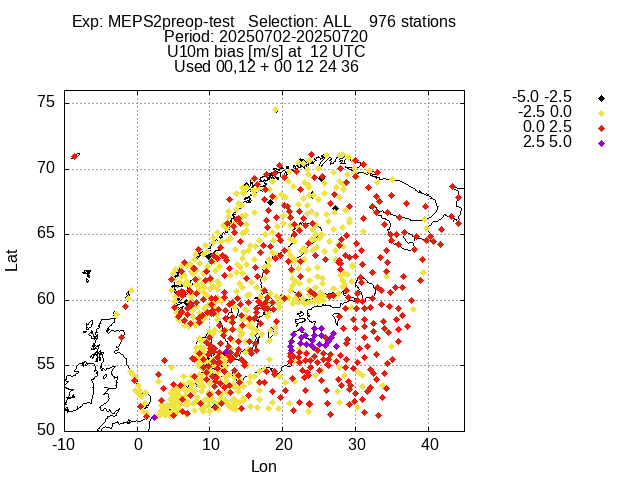 Exp: MEPS2preop-test   Selection: ALL    976 stations
Period: 20250702-20250720
U10m bias [m/s] at  12 UTC
Used 00,12 + 00 12 24 36
-5.0 -2.5
-2.5 0.0
0.0 2.5
2.5 5.0
75
70
65
60
55
50
Lat
-10 0 10 20 30 40
Lon